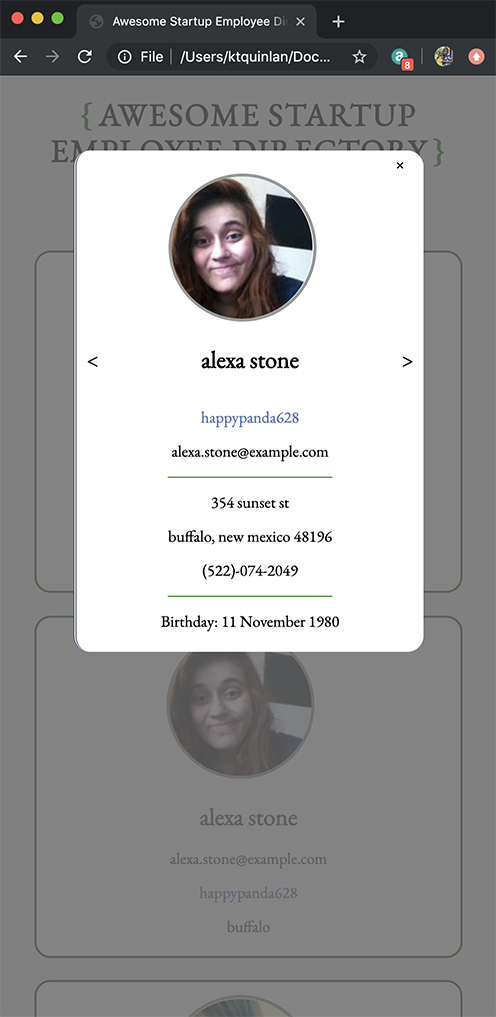 Awesome Startup Employee Di
File
/Users/ktquinlan/Doc...
8
{ AWESOME STARTUP
EMPLOYEE DIRECTORY }
×
alexa stone
<
>
happypanda628
alexa.stone@example.com
354 sunset st
buffalo, new mexico 48196
(522)-074-2049
Birthday: 11 November 1980
alexa stone
alexa.stone@example.com
happypanda628
buffalo